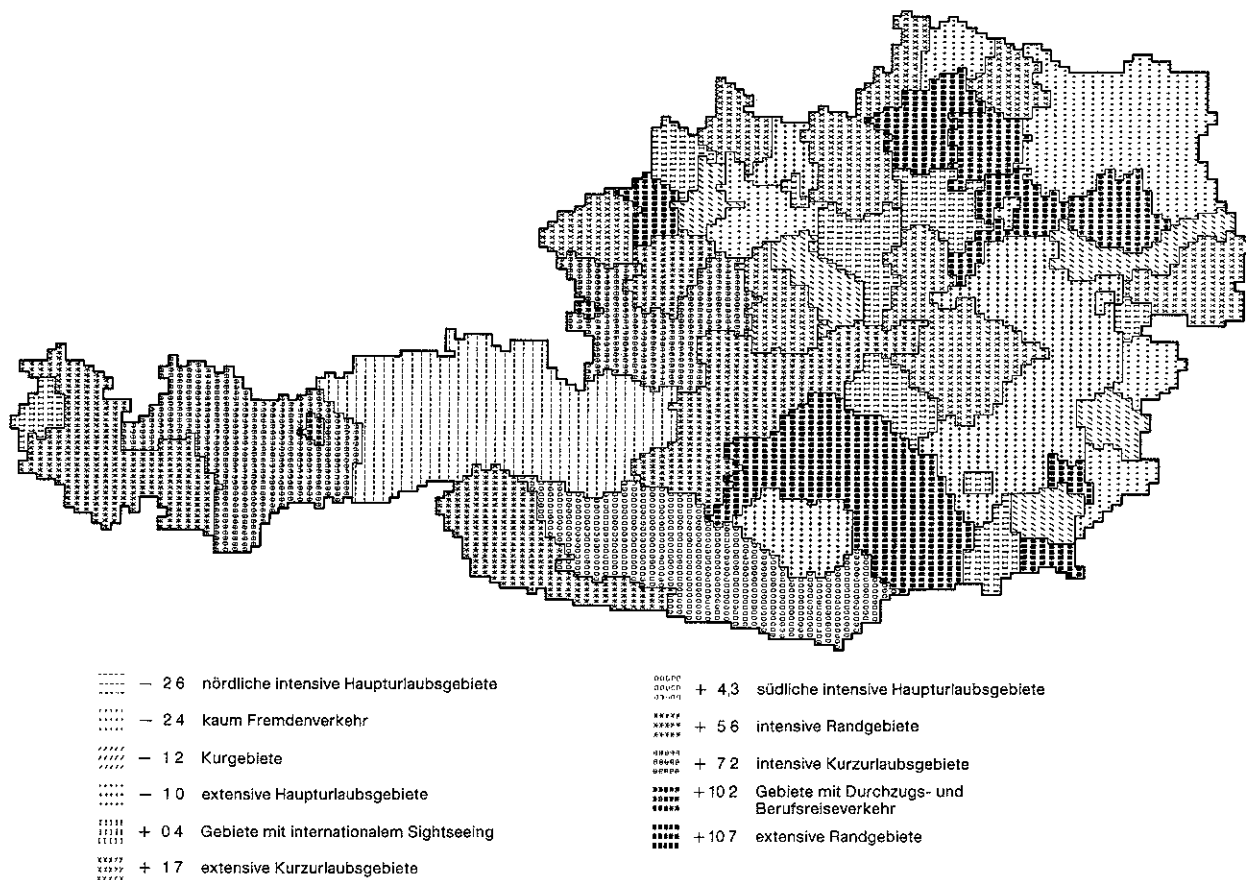 − 2 6 nördliche intensive Haupturlaubsgebiete
− 2 4 kaum Fremdenverkehr
− 1 2 Kurgebiete
− 1 0 extensive Haupturlaubsgebiete
+ 0 4 Gebiete mit internationalem Sightseeing
+ 1 7 extensive Kurzurlaubsgebiete
+ 4,3 südliche intensive Haupturlaubsgebiete
+ 5 6 intensive Randgebiete
+ 7 2 intensive Kurzurlaubsgebiete
+10 2 Gebiete mit Durchzugs- und
Berufsreiseverkehr
+10 7 extensive Randgebiete